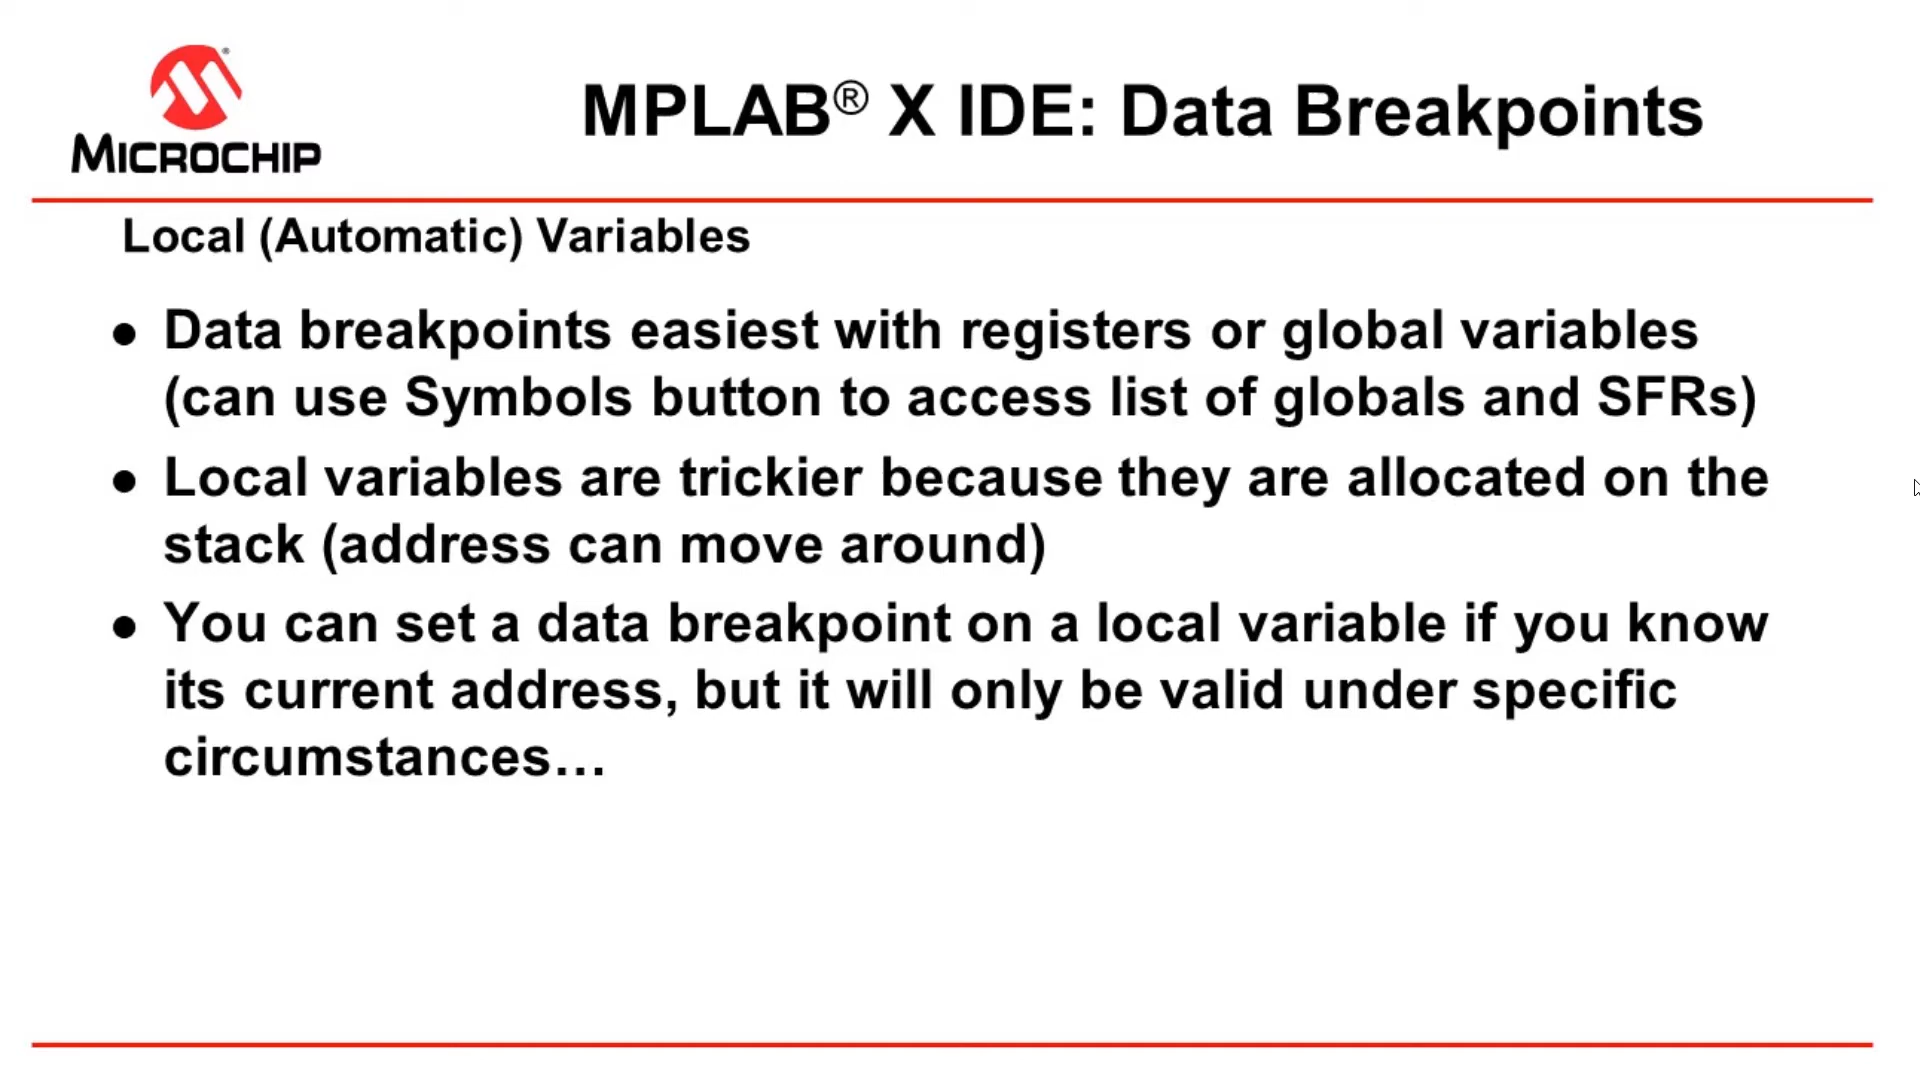 MICROCHIP
MPLAB® X IDE: Data Breakpoints
Local (Automatic) Variables
● Data breakpoints easiest with registers or global variables
(can use Symbols button to access list of globals and SFRs)
● Local variables are trickier because they are allocated on the
stack (address can move around)
● You can set a data breakpoint on a local variable if you know
its current address, but it will only be valid under specific
circumstances…